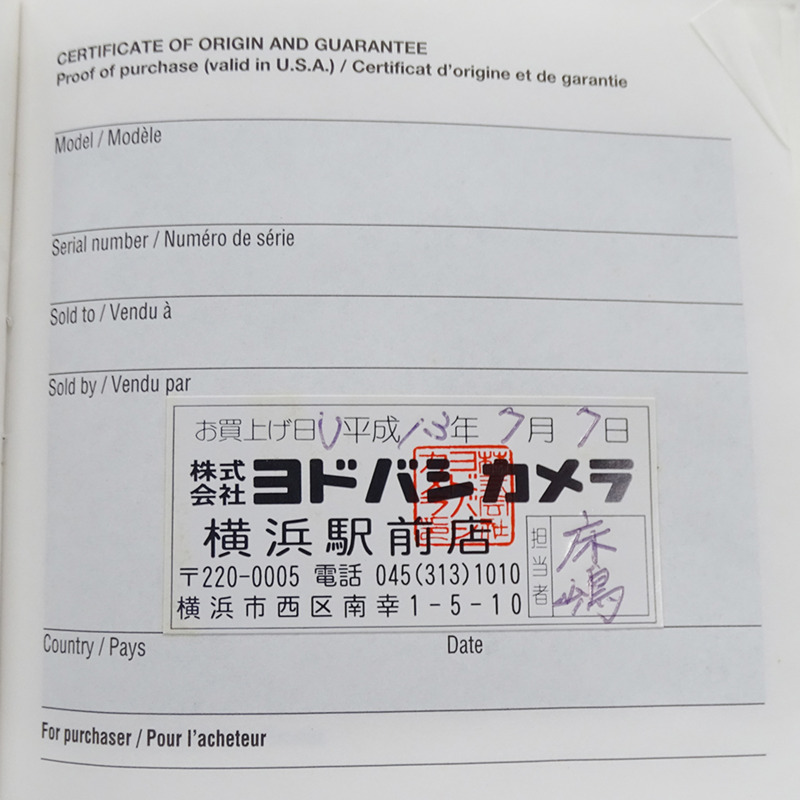 CERTIFICATE OF ORIGIN AND GUARANTEE
Proof of purchase (valid in U.S.A.) / Certificat d'origine et de garantie
Model / Modèle
Serial number / Numéro de série
Sold to / Vendu à
Sold by / Vendu par
お買上げ日 平成13年7月7日
株式会社 ヨドバシカメラ
横浜駅前店
担当者 床嶋
〒220-0005 電話 045(313)1010
横浜市西区南幸1-5-10
Country / Pays Date
For purchaser / Pour l'acheteur